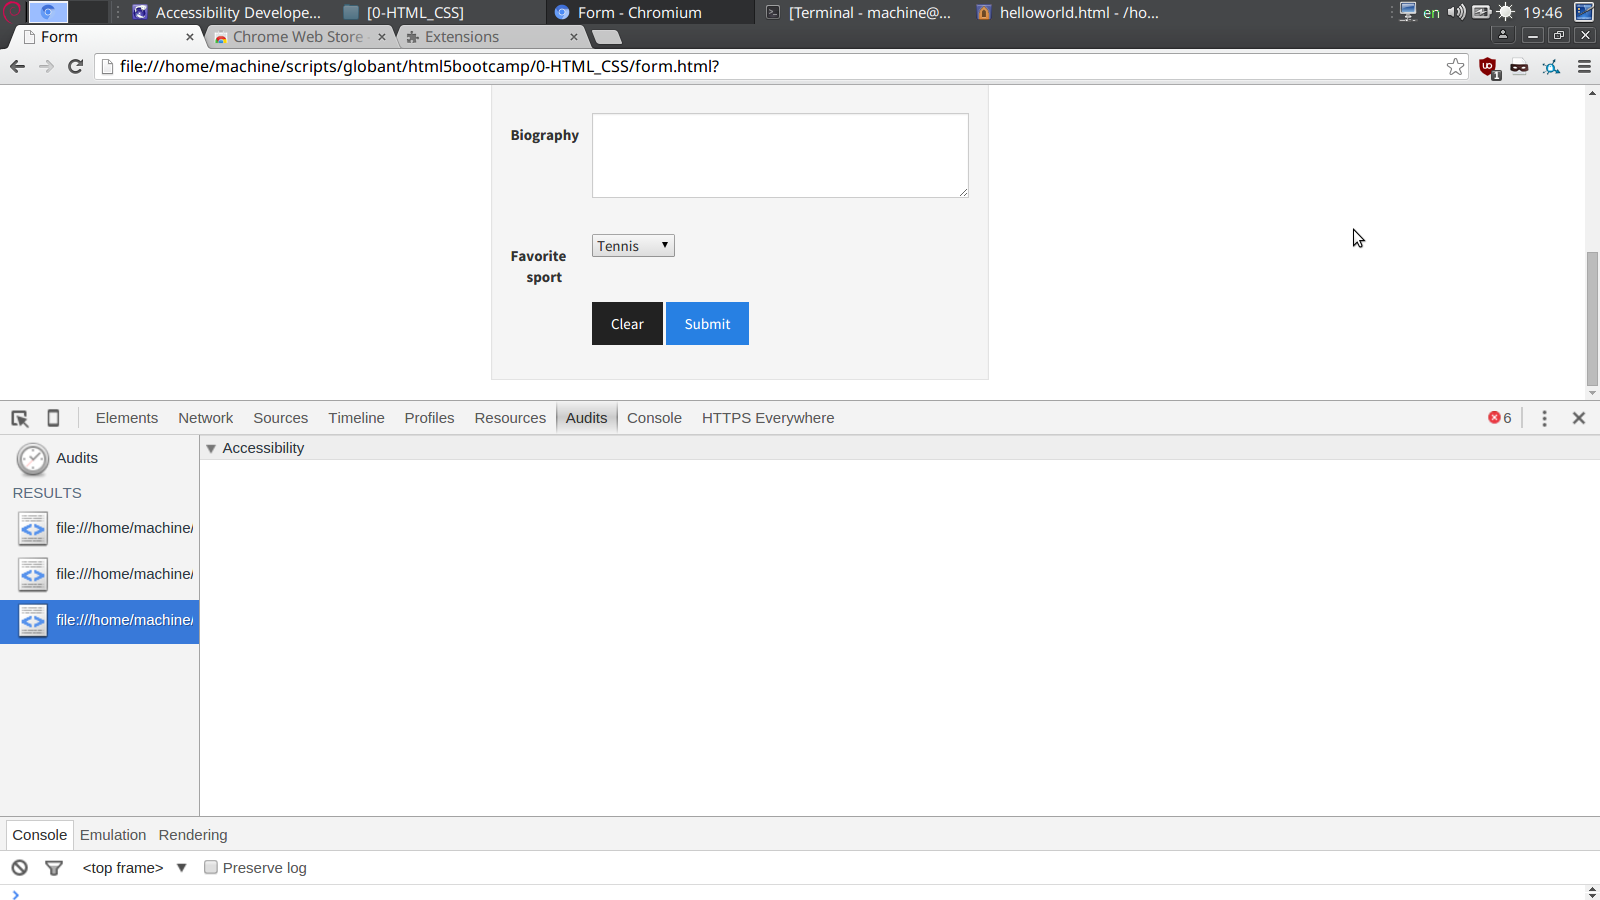 Accessibility Develope... [0-HTML_CSS] Form - Chromium [Terminal - machine@... helloworld.html - /ho... en 19:46
Form Chrome Web Store - Extensions
file:///home/machine/scripts/globant/html5bootcamp/0-HTML_CSS/form.html? 1
Biography
Tennis
Favorite
sport
Clear Submit
Elements Network Sources Timeline Profiles Resources Audits Console HTTPS Everywhere 6
Audits
Accessibility
RESULTS
file:///home/machine/
file:///home/machine/
file:///home/machine/
Console Emulation Rendering
<top frame> Preserve log